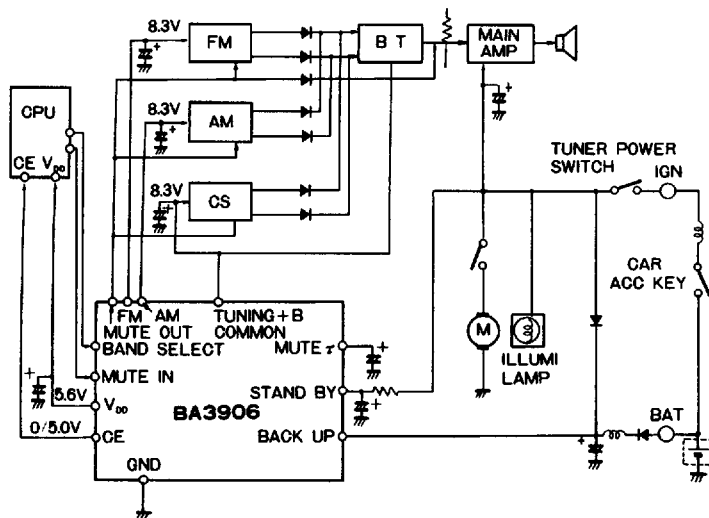 8.3V
+
FM
B T
MAIN
AMP
+
CPU
CE V_DD
8.3V
+
AM
TUNER POWER
SWITCH
IGN
8.3V
+
CS
CAR
ACC KEY
FM
AM
MUTE OUT
TUNING+B
COMMON
BAND SELECT
MUTE τ
+
M
ILLUMI
LAMP
+
MUTE IN
5.6V
V_DD
STAND BY
+
BA3906
BAT
0/5.0V
CE
BACK UP
+
GND